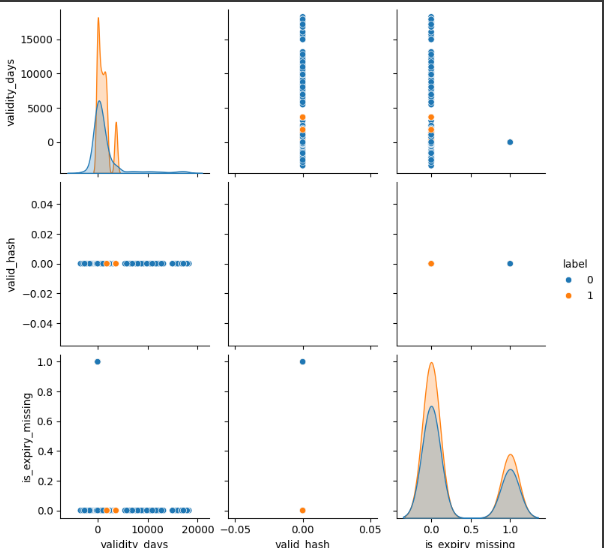 validity_days
15000
10000
5000
0
valid_hash
0.04
0.02
0.00
−0.02
−0.04
label
0
1
is_expiry_missing
1.0
0.8
0.6
0.4
0.2
0.0
0 10000 20000
−0.05 0.00 0.05
0.0 0.5 1.0
validity_days valid_hash is_expiry_missing